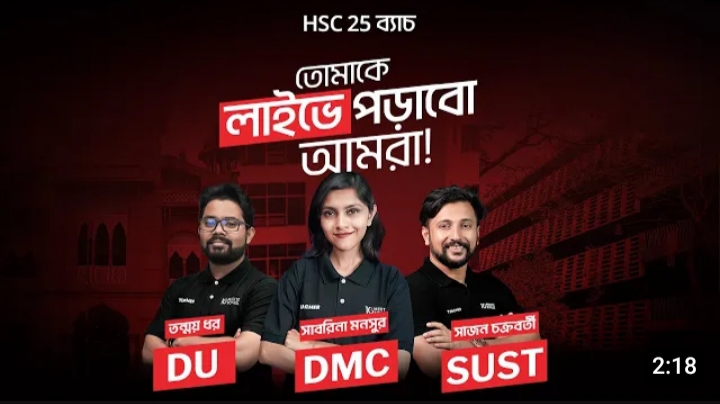 HSC 25 ব্যাচ
তোমাকে
লাইভে পড়াবো
আমরা!
তন্ময় ধর
DU
সাবরিনা মনসুর
DMC
সাজন চক্রবর্তী
SUST
2:18